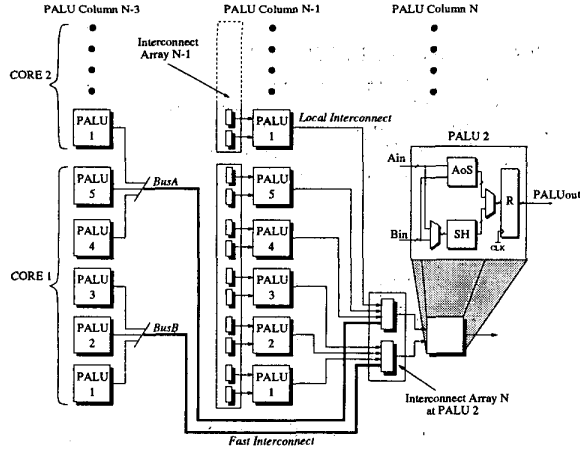 PALU Column N-3 PALU Column N-1 PALU Column N
Interconnect
Array N-1
CORE 2
PALU
1
PALU
1
Local Interconnect
PALU 2
Ain
AoS
R
PALUout
Bin
SH
CLK
PALU
5
BusA
PALU
5
PALU
4
PALU
4
CORE 1
PALU
3
PALU
3
PALU
2
BusB
PALU
2
PALU
1
PALU
1
Interconnect Array N
at PALU 2
Fast Interconnect